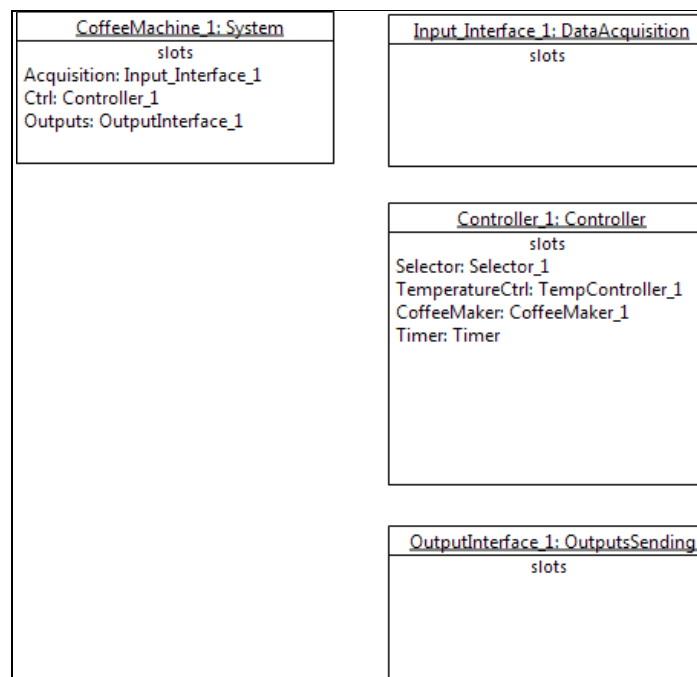 CoffeeMachine_1: System
slots
Acquisition: Input_Interface_1
Ctrl: Controller_1
Outputs: OutputInterface_1
Input_Interface_1: DataAcquisition
slots
Controller_1: Controller
slots
Selector: Selector_1
TemperatureCtrl: TempController_1
CoffeeMaker: CoffeeMaker_1
Timer: Timer
OutputInterface_1: OutputsSending
slots